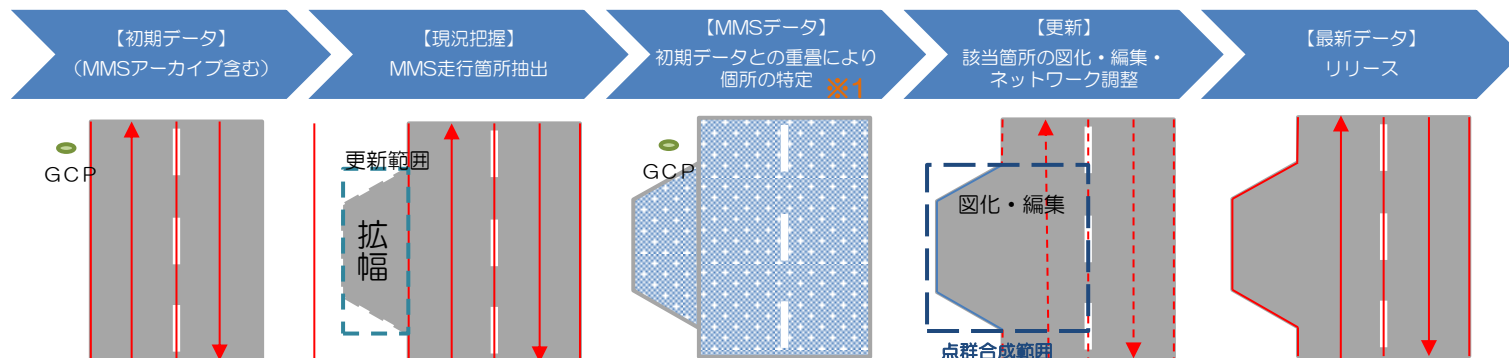 【初期データ】
（MMSアーカイブ含む）
【現況把握】
MMS走行箇所抽出
【MMSデータ】
初期データとの重畳により
個所の特定
※1
【更新】
該当箇所の図化・編集・
ネットワーク調整
【最新データ】
リリース
GCP
更新範囲
拡
幅
GCP
図化・編集
点群合成範囲